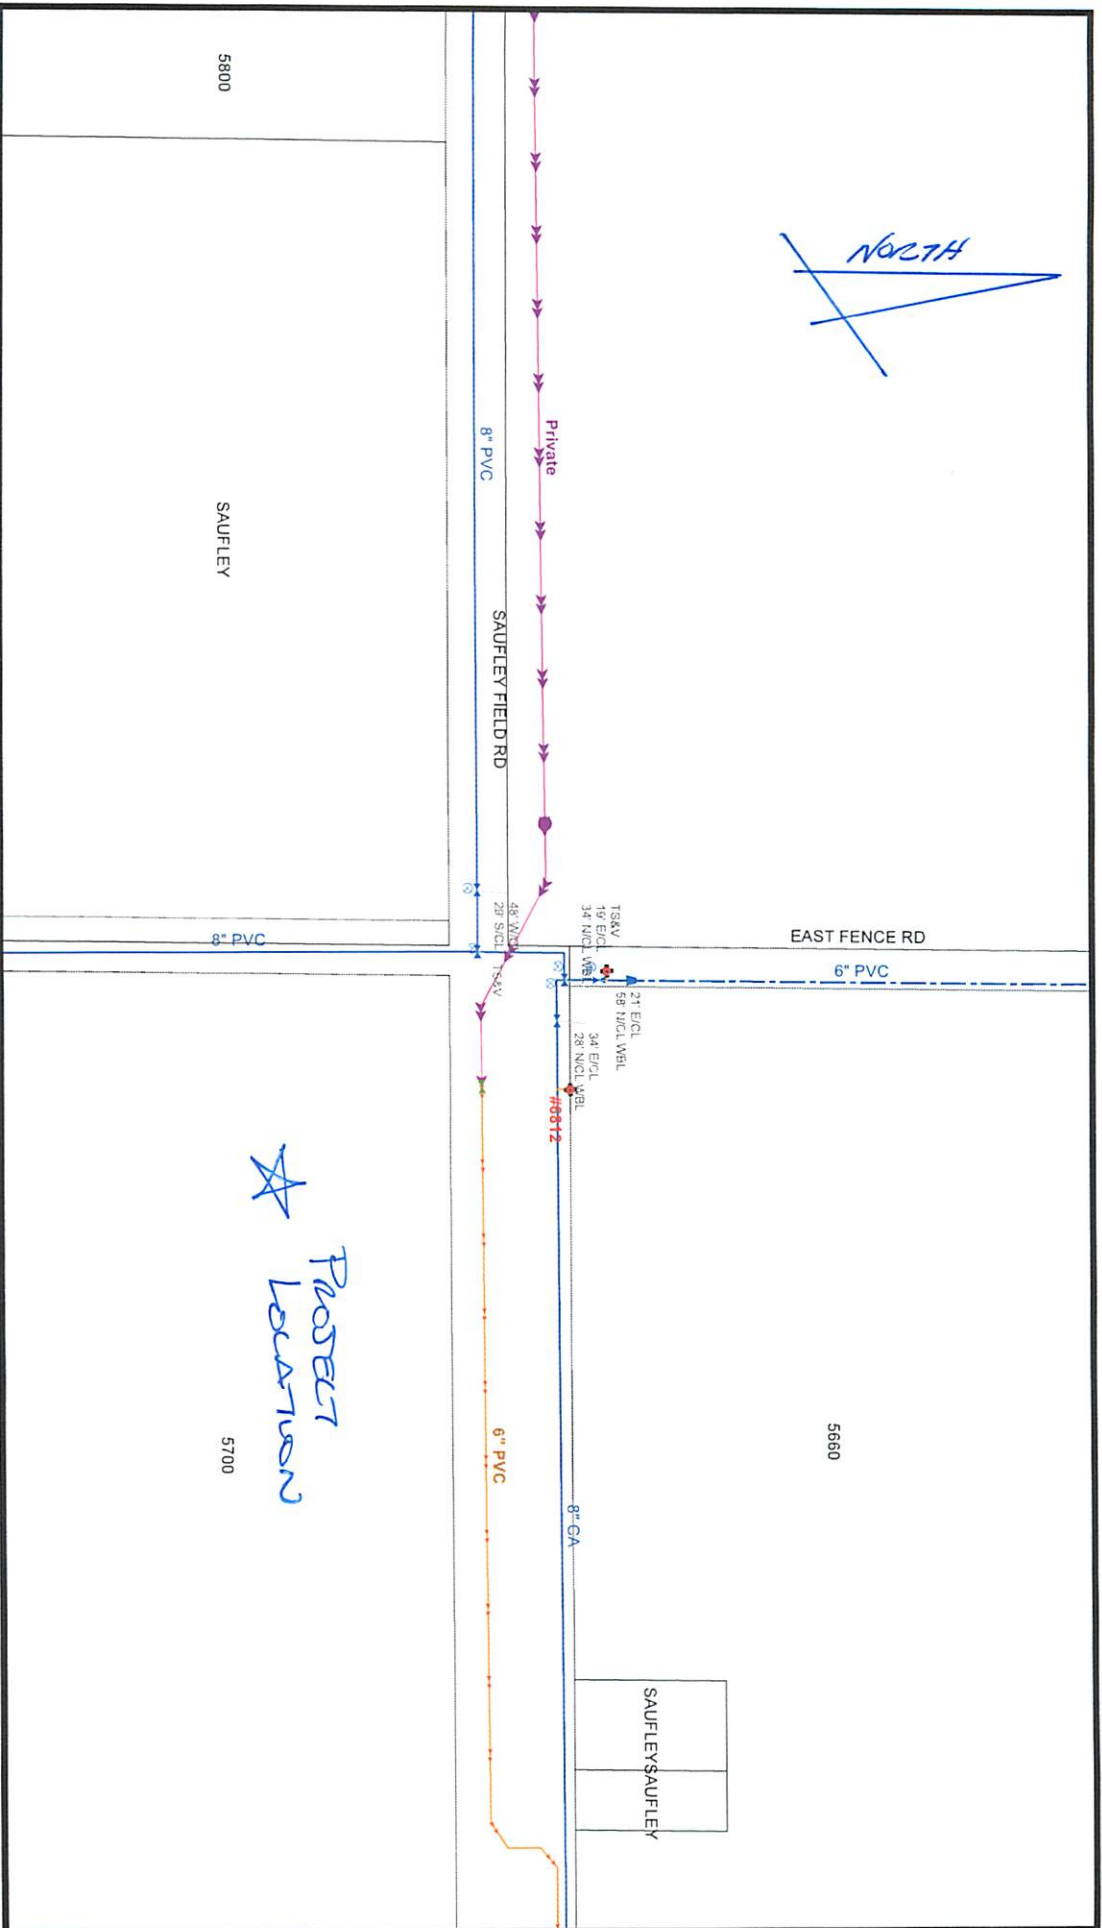 5800
SAUFLEY
NORTH
Private
8" PVC
SAUFLEY FIELD RD
8" PVC
EAST FENCE RD
6" PVC
TS&V
19' E/CL
34' N/CL WBL
48' W/CL
29' S/CL TS&V
21' E/CL
58' N/CL WBL
34' E/CL
28' N/CL WBL
#6812
PROJECT
LOCATION
5700
6" PVC
8" CA
5660
SAUFLEY
SAUFLEY